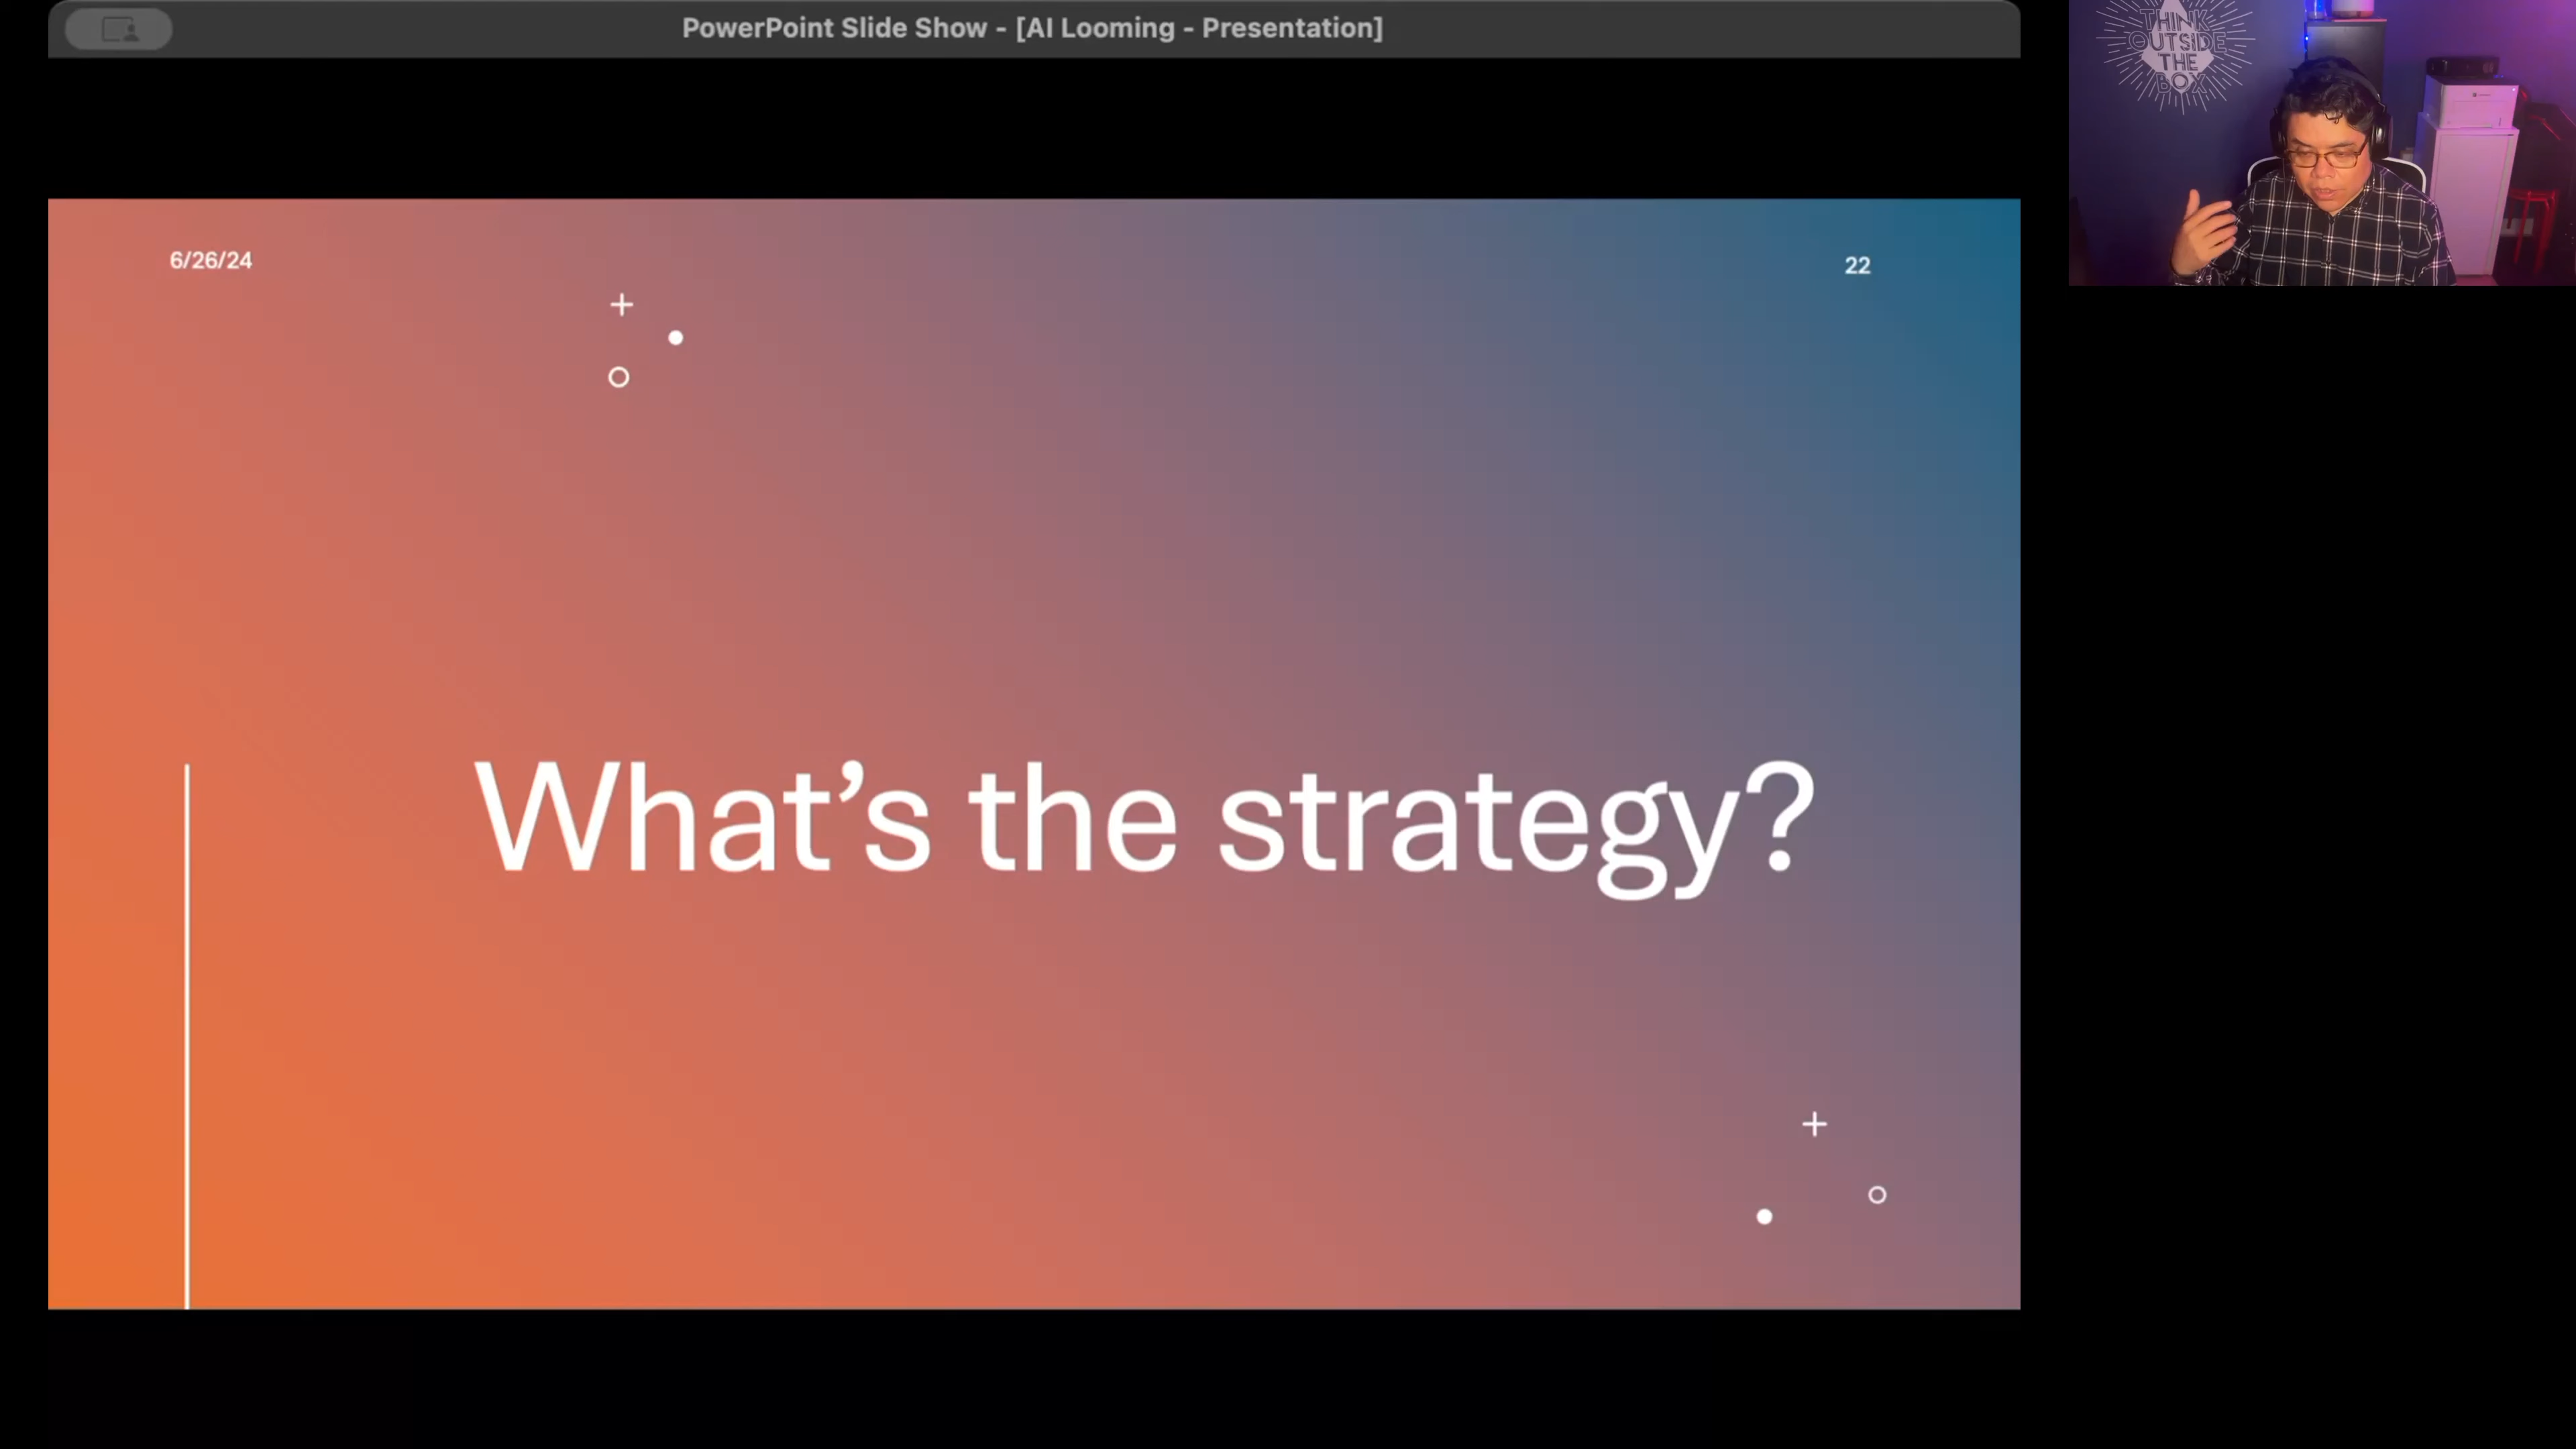 PowerPoint Slide Show - [AI Looming - Presentation]
THINK
OUTSIDE
THE
BOX
6/26/24
22
What’s the strategy?